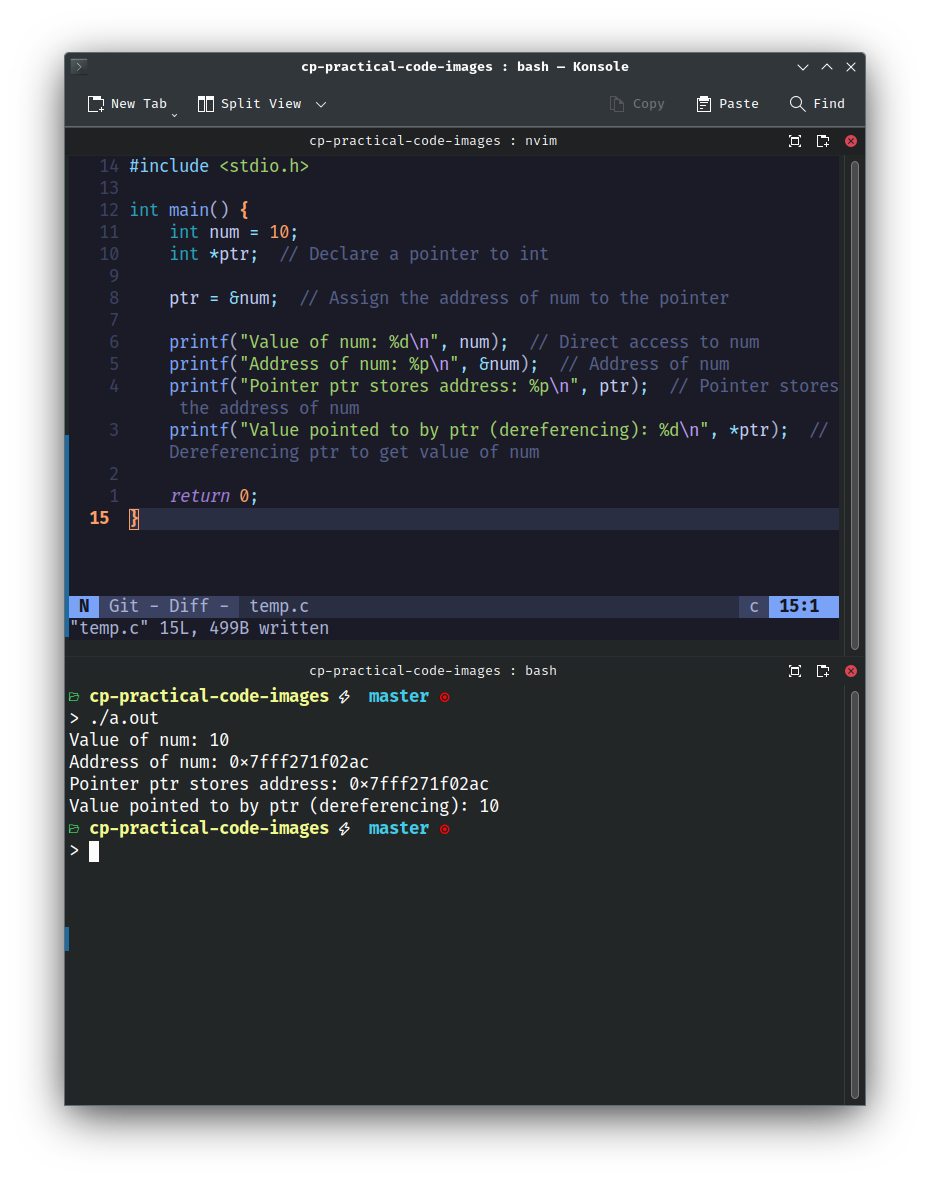 cp-practical-code-images : bash — Konsole
New Tab Split View Copy Paste Find
cp-practical-code-images : nvim
14 #include <stdio.h>
13
12 int main() {
11     int num = 10;
10     int *ptr;  // Declare a pointer to int
9
8     ptr = &num;  // Assign the address of num to the pointer
7
6     printf("Value of num: %d\n", num);  // Direct access to num
5     printf("Address of num: %p\n", &num);  // Address of num
4     printf("Pointer ptr stores address: %p\n", ptr);  // Pointer stores
the address of num
3     printf("Value pointed to by ptr (dereferencing): %d\n", *ptr);  //
Dereferencing ptr to get value of num
2
1     return 0;
15 }
N Git - Diff - temp.c c 15:1
"temp.c" 15L, 499B written
cp-practical-code-images : bash
cp-practical-code-images ⚡ master
> ./a.out
Value of num: 10
Address of num: 0x7fff271f02ac
Pointer ptr stores address: 0x7fff271f02ac
Value pointed to by ptr (dereferencing): 10
cp-practical-code-images ⚡ master
>